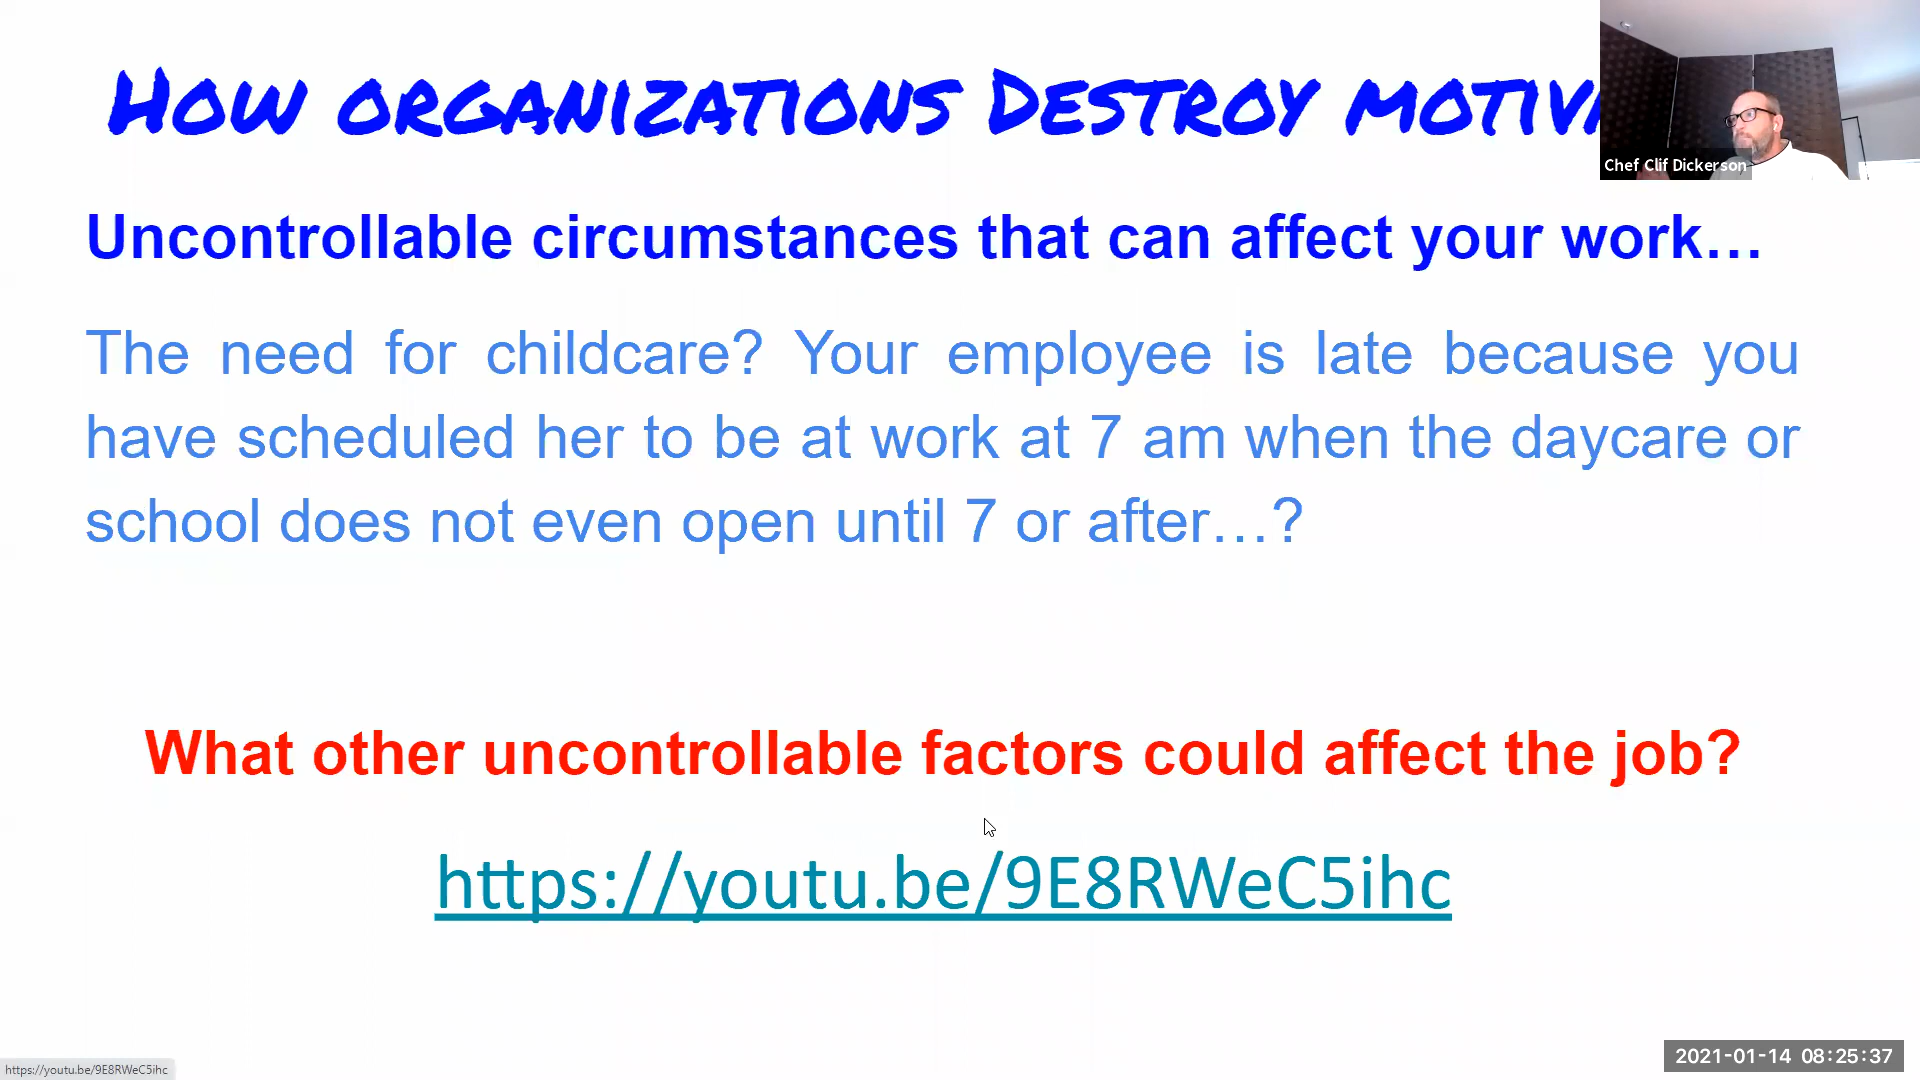 How organizations Destroy motiv
Chef Clif Dickerson
Uncontrollable circumstances that can affect your work…
The need for childcare? Your employee is late because you
have scheduled her to be at work at 7 am when the daycare or
school does not even open until 7 or after…?
What other uncontrollable factors could affect the job?
https://youtu.be/9E8RWeC5ihc
https://youtu.be/9E8RWeC5ihc
2021-01-14 08:25:37